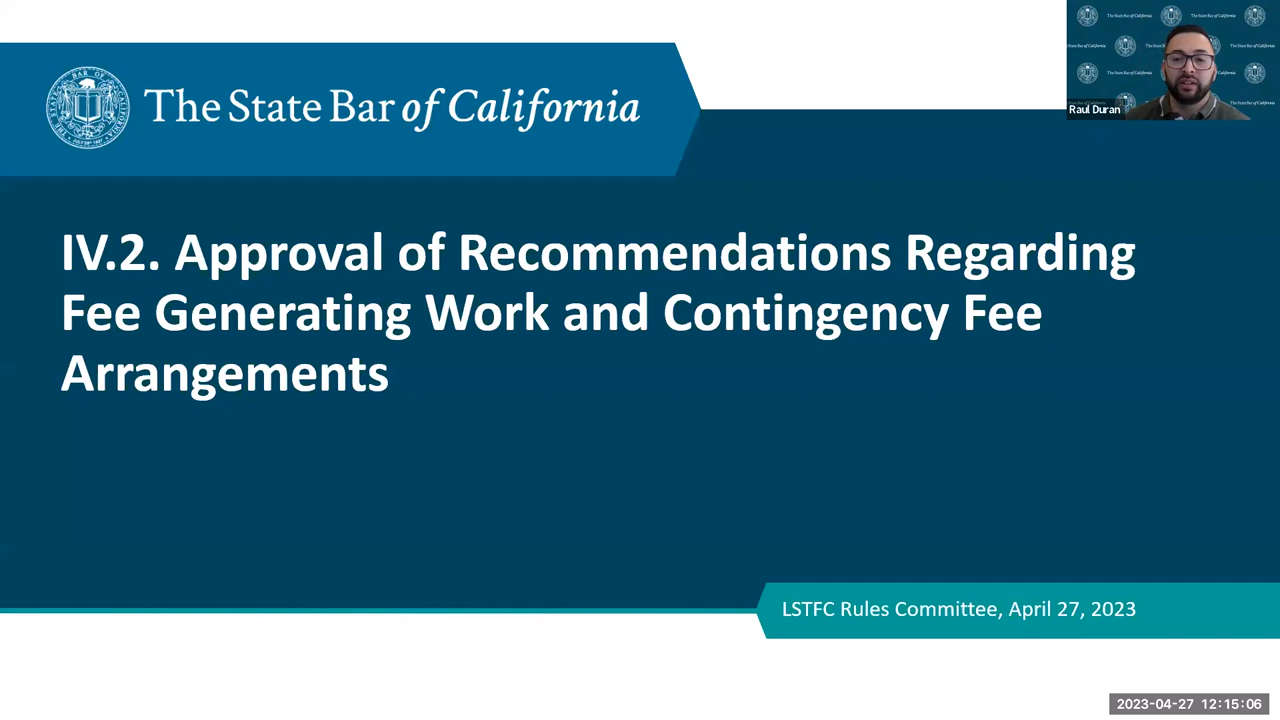 The State Bar of California
Raul Duran
IV.2. Approval of Recommendations Regarding
Fee Generating Work and Contingency Fee
Arrangements
LSTFC Rules Committee, April 27, 2023
2023-04-27 12:15:06